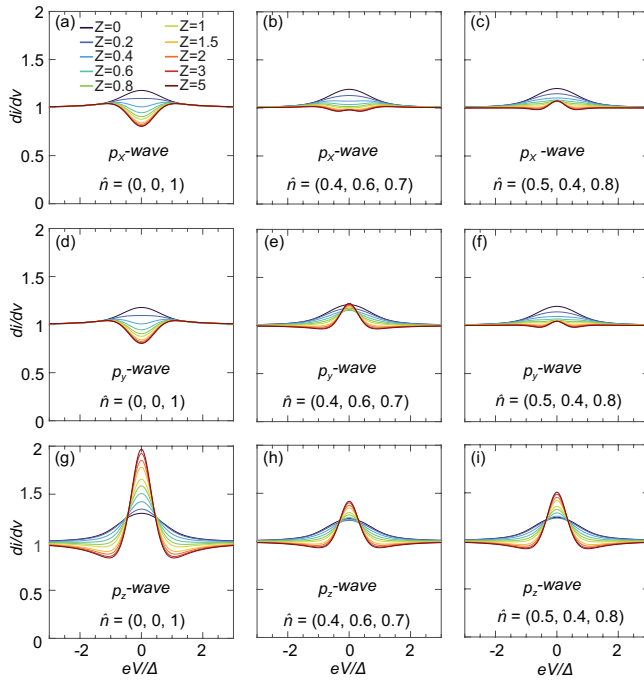 (a) Z=0 Z=1
Z=0.2 Z=1.5
Z=0.4 Z=2
Z=0.6 Z=3
Z=0.8 Z=5
(b)
(c)
2
1.5
1
0.5
0
di/dv
pX-wave
n̂ = (0, 0, 1)
pX-wave
n̂ = (0.4, 0.6, 0.7)
pX -wave
n̂ = (0.5, 0.4, 0.8)
(d)
(e)
(f)
2
1.5
1
0.5
0
di/dv
py-wave
n̂ = (0, 0, 1)
py-wave
n̂ = (0.4, 0.6, 0.7)
py-wave
n̂ = (0.5, 0.4, 0.8)
(g)
(h)
(i)
2
1.5
1
0.5
0
di/dv
pz-wave
n̂ = (0, 0, 1)
pz-wave
n̂ = (0.4, 0.6, 0.7)
pz-wave
n̂ = (0.5, 0.4, 0.8)
-2 0 2
-2 0 2
-2 0 2
eV/Δ
eV/Δ
eV/Δ